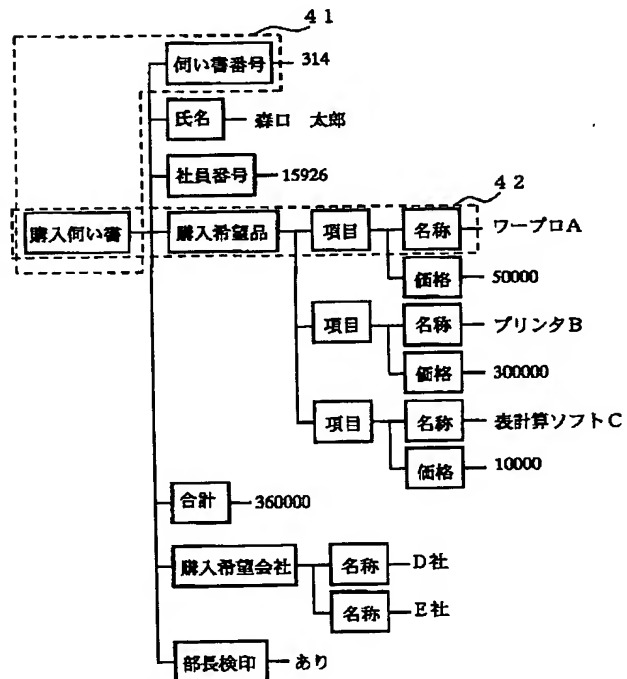 41
伺い書番号 314
氏名 森口 太郎
社員番号 15926
42
購入伺い書 購入希望品 項目 名称 ワープロA
価格 50000
項目 名称 プリンタB
価格 300000
項目 名称 表計算ソフトC
価格 10000
合計 360000
購入希望会社 名称 D社
名称 E社
部長検印 あり